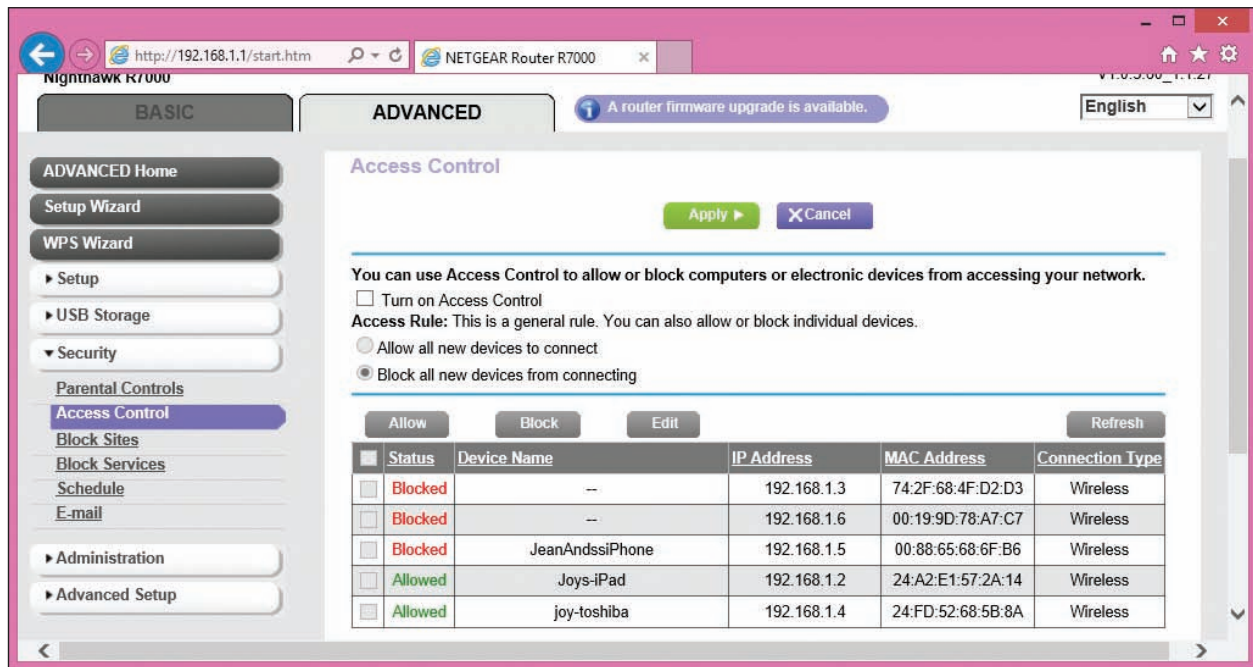 http://192.168.1.1/start.htm
NETGEAR Router R7000
Nighthawk R7000
BASIC
ADVANCED
A router firmware upgrade is available.
English
ADVANCED Home
Setup Wizard
WPS Wizard
Setup
USB Storage
Security
Parental Controls
Access Control
Block Sites
Block Services
Schedule
E-mail
Administration
Advanced Setup
Access Control
Apply
Cancel
You can use Access Control to allow or block computers or electronic devices from accessing your network.
Turn on Access Control
Access Rule: This is a general rule. You can also allow or block individual devices.
Allow all new devices to connect
Block all new devices from connecting
Allow Block Edit Refresh
Status Device Name IP Address MAC Address Connection Type
Blocked -- 192.168.1.3 74:2F:68:4F:D2:D3 Wireless
Blocked -- 192.168.1.6 00:19:9D:78:A7:C7 Wireless
Blocked JeanAndssiPhone 192.168.1.5 00:88:65:68:6F:B6 Wireless
Allowed Joys-iPad 192.168.1.2 24:A2:E1:57:2A:14 Wireless
Allowed joy-toshiba 192.168.1.4 24:FD:52:68:5B:8A Wireless